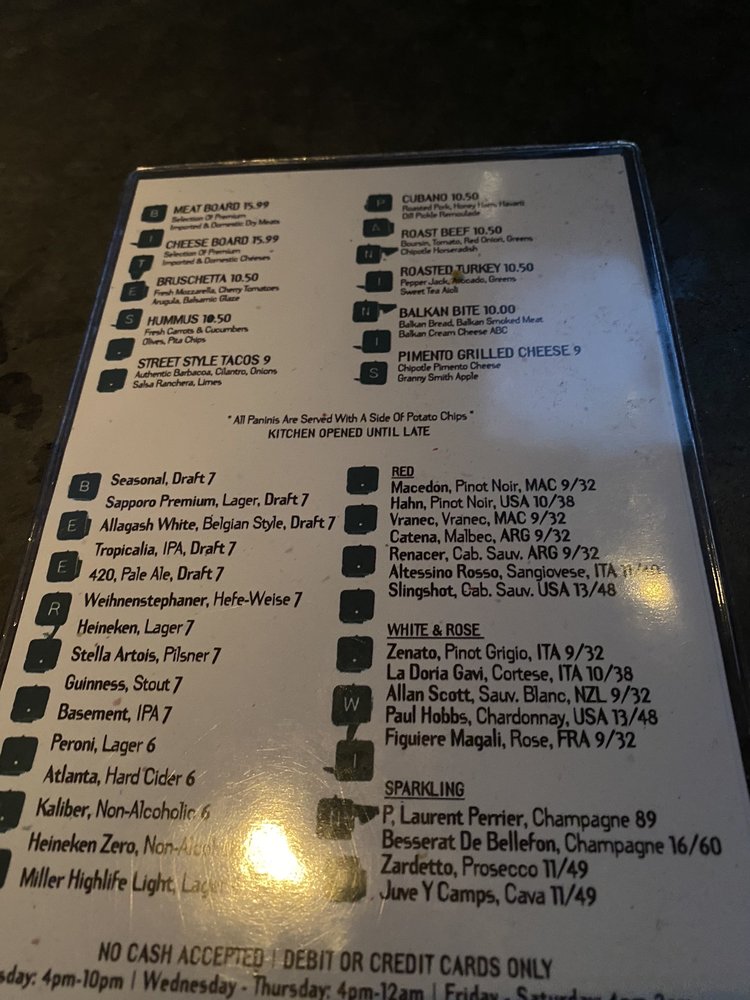 B
I
T
E
S
.
.
MEAT BOARD 15.99
Selection Of Premium
Imported & Domestic Dry Meats
CHEESE BOARD 15.99
Selection Of Premium
Imported & Domestic Cheeses
BRUSCHETTA 10.50
Fresh Mozzarella, Cherry Tomatoes
Arugula, Balsamic Glaze
HUMMUS 10.50
Fresh Carrots & Cucumbers
Olives, Pita Chips
STREET STYLE TACOS 9
Authentic Barbacoa, Cilantro, Onions
Salsa Ranchera, Limes
P
A
N
I
N
I
S
CUBANO 10.50
Roasted Pork, Honey Ham, Havarti
Dill Pickle Remoulade
ROAST BEEF 10.50
Boursin, Tomato, Red Onion, Greens
Chipotle Horseradish
ROASTED TURKEY 10.50
Pepper Jack, Avocado, Greens
Sweet Tea Aioli
BALKAN BITE 10.00
Balkan Bread, Balkan Smoked Meat
Balkan Cream Cheese ABC
PIMENTO GRILLED CHEESE 9
Chipotle Pimento Cheese
Granny Smith Apple
" All Paninis Are Served With A Side Of Potato Chips "
KITCHEN OPENED UNTIL LATE
B
E
E
R
.
.
.
Seasonal, Draft 7
Sapporo Premium, Lager, Draft 7
Allagash White, Belgian Style, Draft 7
Tropicalia, IPA, Draft 7
420, Pale Ale, Draft 7
Weihnenstephaner, Hefe-Weise 7
Heineken, Lager 7
Stella Artois, Pilsner 7
Guinness, Stout 7
Basement, IPA 7
Peroni, Lager 6
Atlanta, Hard Cider 6
Kaliber, Non-Alcoholic 6
Heineken Zero,
Miller Highlife Light,
.
.
.
.
.
W
I
RED
Macedon, Pinot Noir, MAC 9/32
Hahn, Pinot Noir, USA 10/38
Vranec, Vranec, MAC 9/32
Catena, Malbec, ARG 9/32
Renacer, Cab. Sauv. ARG 9/32
Altessino Rosso, Sangiovese, ITA
Slingshot, Cab. Sauv. USA 13/48
WHITE & ROSE
Zenato, Pinot Grigio, ITA 9/32
La Doria Gavi, Cortese, ITA 10/38
Allan Scott, Sauv. Blanc, NZL 9/32
Paul Hobbs, Chardonnay, USA 13/48
Figuiere Magali, Rose, FRA 9/32
SPARKLING
P, Laurent Perrier, Champagne 89
Besserat De Bellefon, Champagne 16/60
Zardetto, Prosecco 11/49
Juve Y Camps, Cava 11/49
NO CASH ACCEPTED | DEBIT OR CREDIT CARDS ONLY
4pm-10pm | Wednesday - Thursday: 4pm-12am | Friday -